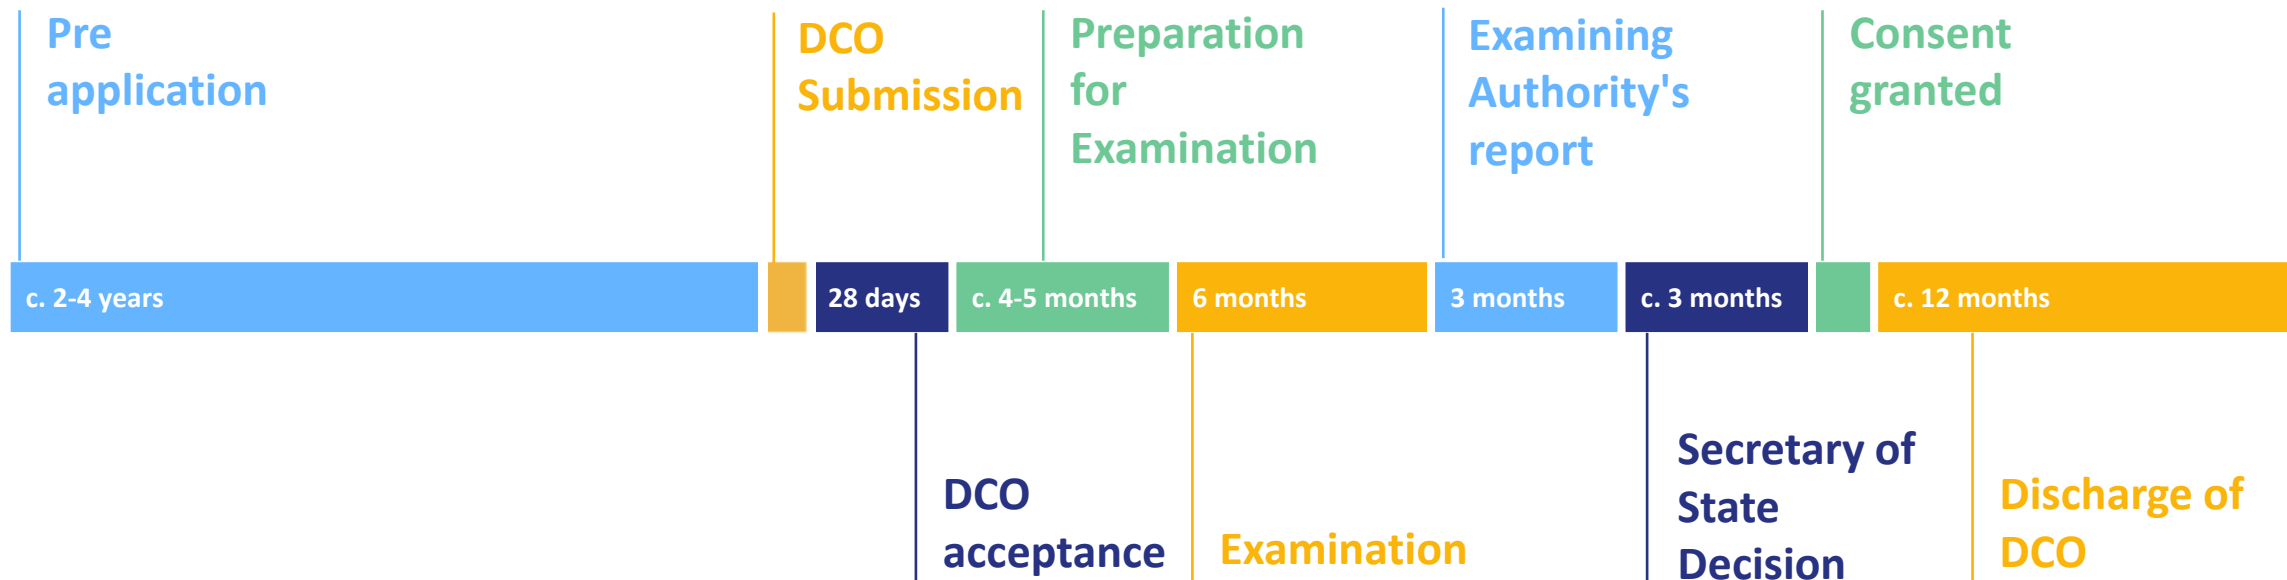 Pre
application
DCO
Submission
Preparation
for
Examination
Examining
Authority's
report
Consent
granted
c. 2-4 years
28 days
c. 4-5 months
6 months
3 months
c. 3 months
c. 12 months
DCO
acceptance
Examination
Secretary of
State
Decision
Discharge of
DCO